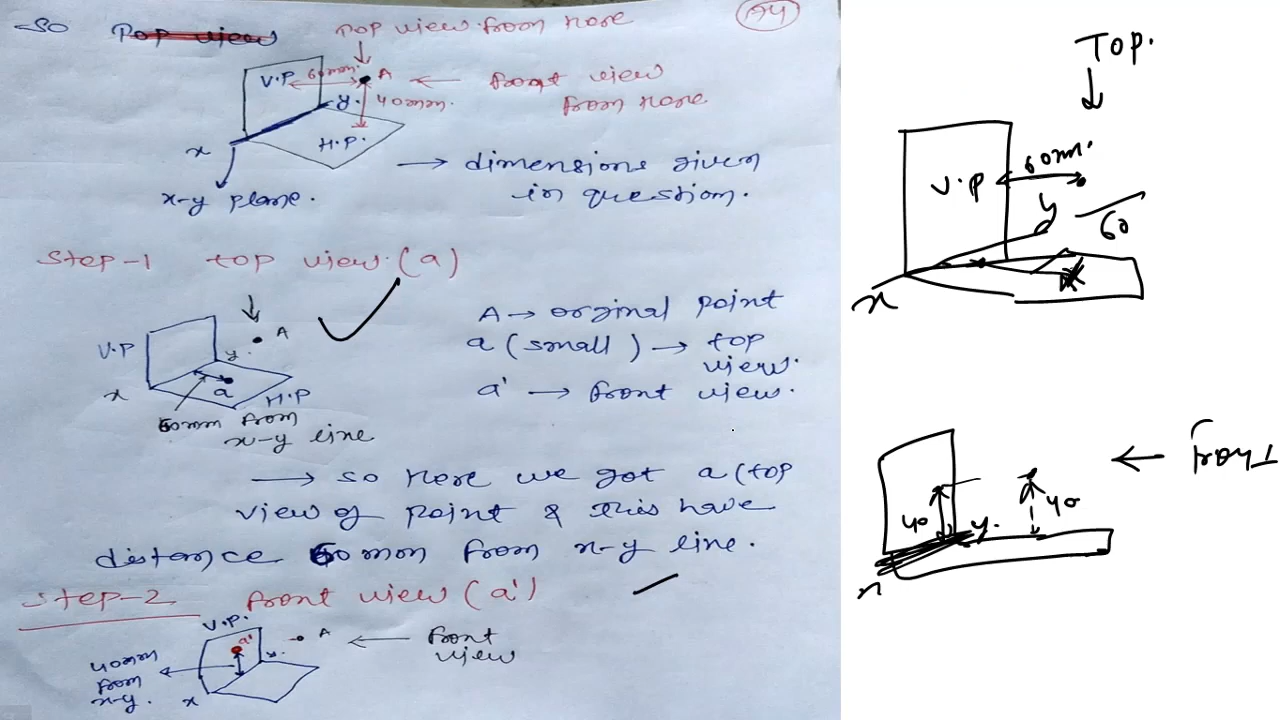 So Pop view Top view from here
194
V.P 60mm. A ← front view
40mm. from here
y.
x H.P.
→ dimensions given
x-y plane. in question.
Step-1 top view (a)
A → orginal point
A
V.P y. a (small) → top
view.
x a H.P a' → front view.
60mm from
x-y line
→ so here we got a (top
view of point & this have
distance 60 mm from x-y line.
Step-2 front view (a')
V.P.
a' A ← front
view
40mm y.
from
x-y. x
Top.
60mm.
V.P
y
60
x
← Front
40 40
y.
x